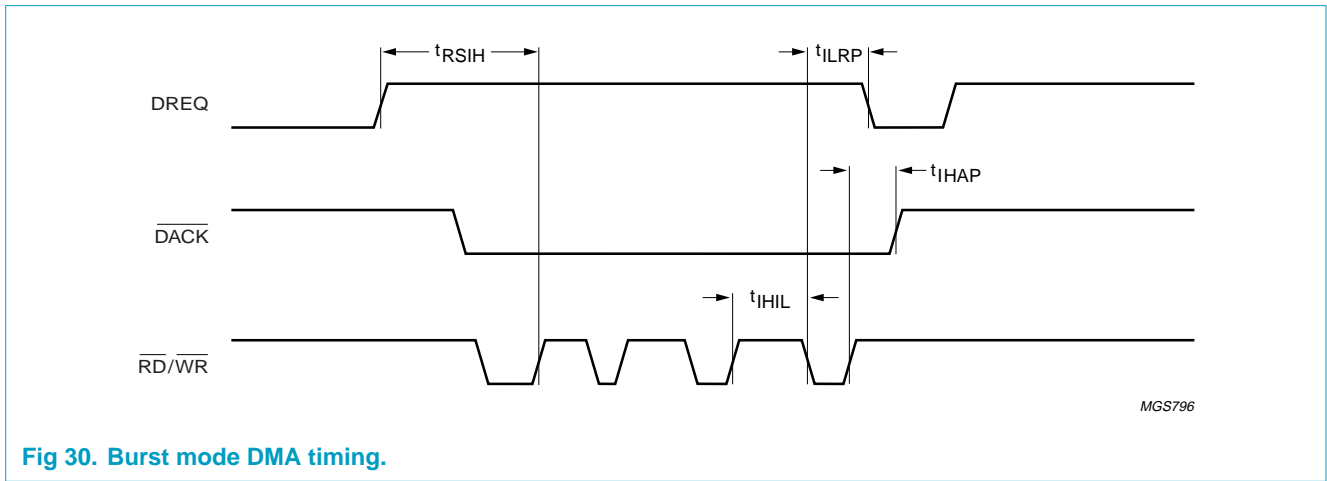 tRSIH
tILRP
DREQ
tIHAP
DACK
tIHIL
RD/WR
MGS796
Fig 30. Burst mode DMA timing.